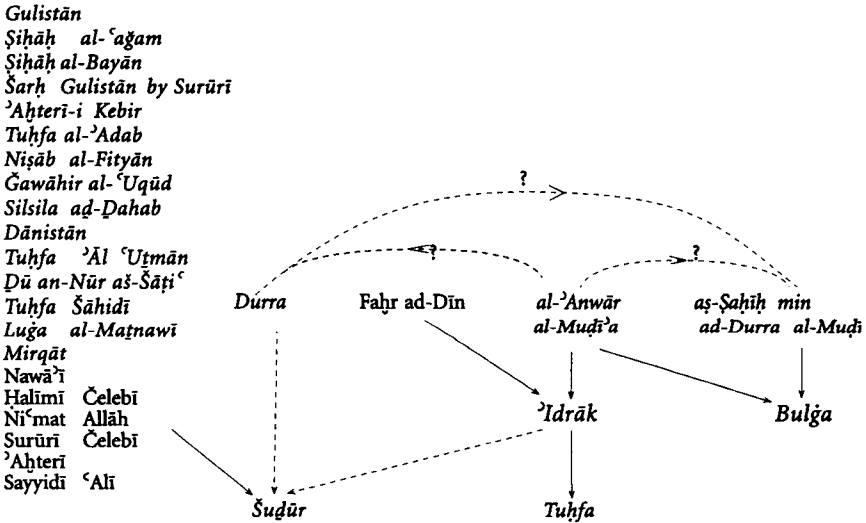 Gulistān
Ṣiḥāḥ al-ʿaǧam
Ṣiḥāḥ al-Bayān
Šarḥ Gulistān by Surūrī
ʾAḫterī-i Kebir
Tuḥfa al-ʾAdab
Niṣāb al-Fityān
Ǧawāhir al-ʿUqūd
Silsila aḏ-Ḏahab
Dānistān
Tuḥfa ʾĀl ʿUṯmān
Ḏū an-Nūr aš-Šāṭiʿ
Tuḥfa Šāhidī
Luġa al-Maṯnawī
Mirqāt
Nawāʾī
Ḥalīmī Čelebī
Niʿmat Allāh
Surūrī Čelebī
ʾAḫterī
Sayyidī ʿAlī
?
? ?
Durra Faḫr ad-Dīn al-ʾAnwār aṣ-Ṣaḥīḥ min
al-Muḍīʾa ad-Durra al-Muḍī
ʾIdrāk Bulġa
Šuḏūr Tuḥfa